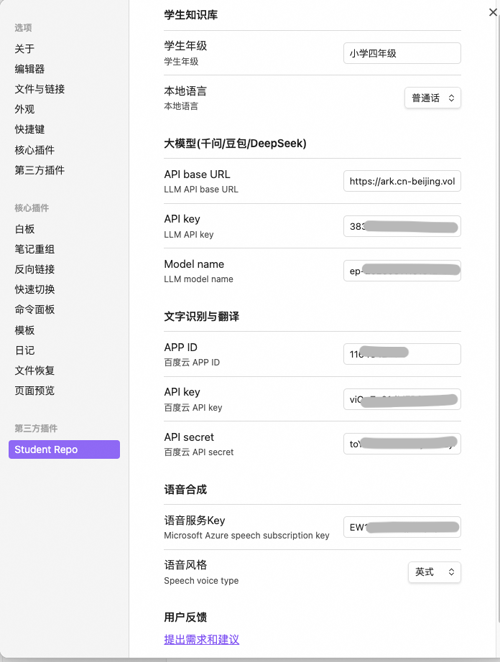 选项
关于
编辑器
文件与链接
外观
快捷键
核心插件
第三方插件
核心插件
白板
笔记重组
反向链接
快速切换
命令面板
模板
日记
文件恢复
页面预览
第三方插件
Student Repo
学生知识库
学生年级
学生年级
小学四年级
本地语言
本地语言
普通话
大模型(千问/豆包/DeepSeek)
API base URL
LLM API base URL
https://ark.cn-beijing.vol
API key
LLM API key
383
Model name
LLM model name
ep-
文字识别与翻译
APP ID
百度云 APP ID
116
API key
百度云 API key
API secret
百度云 API secret
语音合成
语音服务Key
Microsoft Azure speech subscription key
语音风格
Speech voice type
英式
用户反馈
提出需求和建议